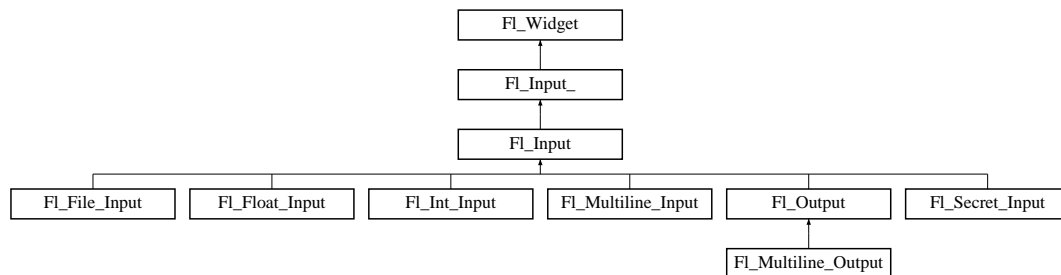 Fl_Widget
Fl_Input_
Fl_Input
Fl_File_Input
Fl_Float_Input
Fl_Int_Input
Fl_Multiline_Input
Fl_Output
Fl_Secret_Input
Fl_Multiline_Output